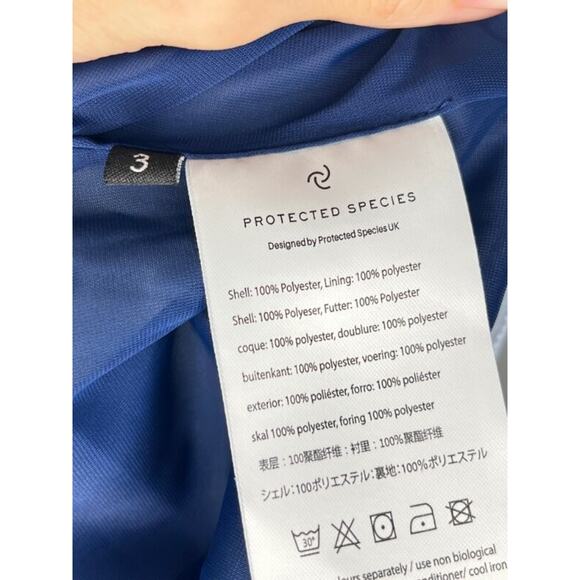 3
PROTECTED SPECIES
Designed by Protected Species UK
Shell: 100% Polyester, Lining: 100% polyester
Shell: 100% Polyeser, Futter: 100% Polyester
coque: 100% polyester, doublure: 100% polyester
buitenkant: 100% polyester, voering: 100% polyester
exterior: 100% poliéster, forro: 100% poliéster
skal 100% polyester, foring 100% polyester
表层：100聚酯纤维；衬里：100%聚酯纤维
シェル：100ポリエステル：裏地：100%ポリエステル
30°
colours separately / use non biological
conditioner/ cool iron